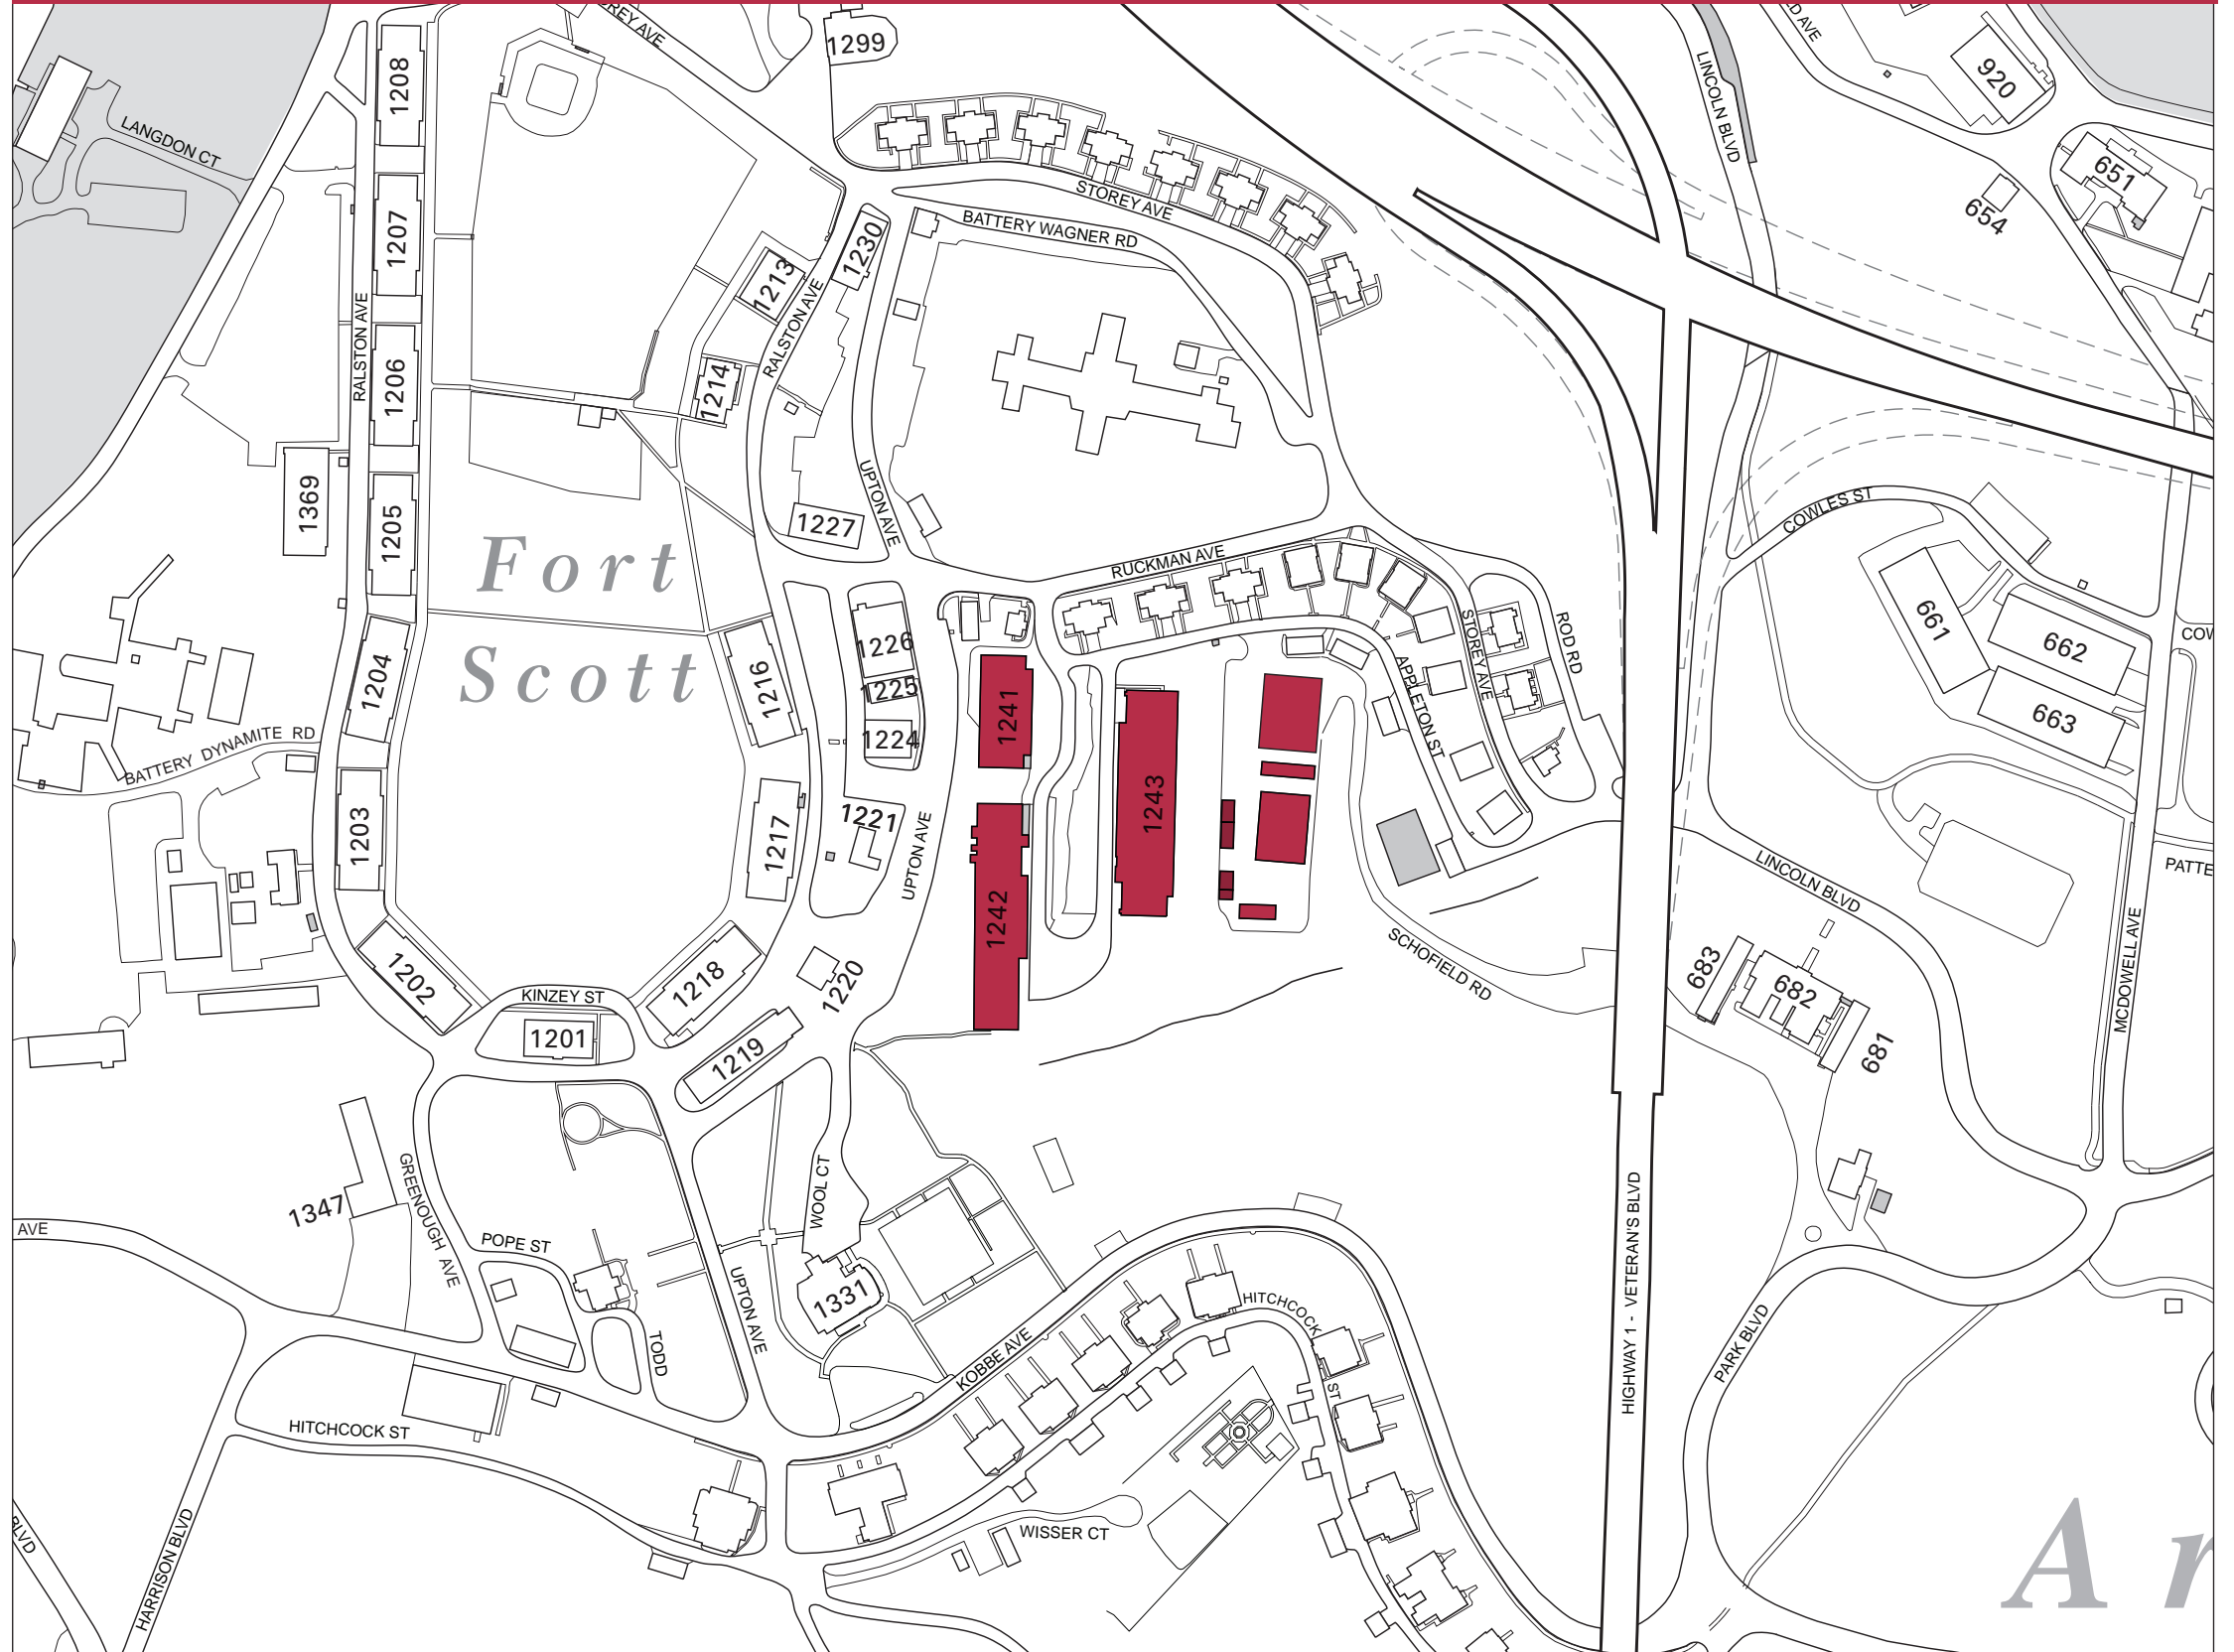 REY AVE
1299
LINCOLN BLVD
D AVE
920
1208
LANGDON CT
651
654
STOREY AVE
BATTERY WAGNER RD
1207
1230
1213
RALSTON AVE
RALSTON AVE
1206
1214
1369
1205
UPTON AVE
1227
COWLES ST
Fort
Scott
RUCKMAN AVE
1226
1225
1224
1216
1204
STOREY AVE
ROD RD
APPLETON ST
661
662
663
COW
1241
1243
1242
BATTERY DYNAMITE RD
1203
1217
1221
UPTON AVE
LINCOLN BLVD
PATTE
MCDOWELL AVE
SCHOFIELD RD
1202
KINZEY ST
1201
1218
1220
1219
683
682
681
WOOL CT
GREENOUGH AVE
1347
AVE
POPE ST
TODD
UPTON AVE
1331
KOBBE AVE
HITCHCOCK
ST
HIGHWAY 1 - VETERAN'S BLVD
PARK BLVD
HITCHCOCK ST
HARRISON BLVD
BLVD
WISSER CT
Ar